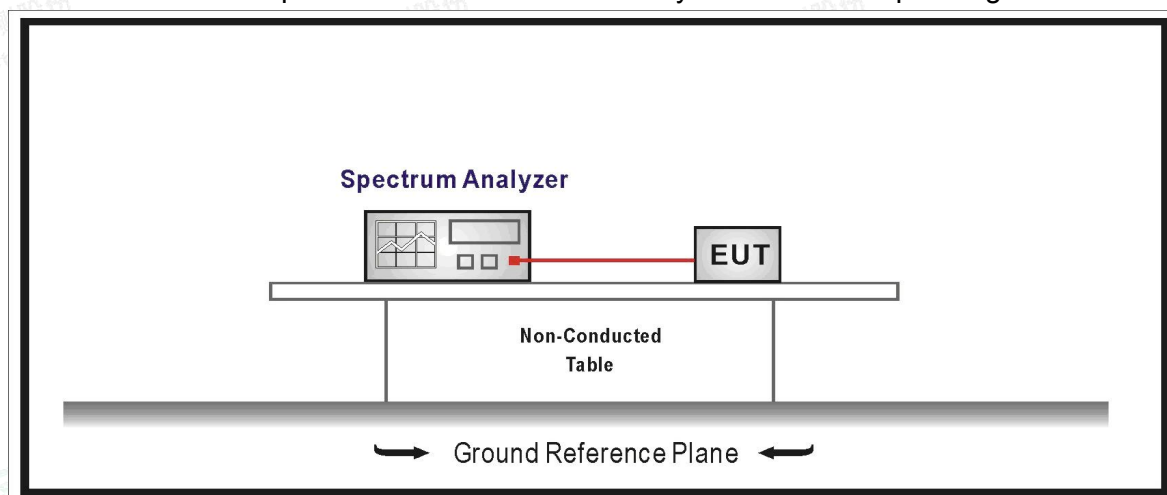 Spectrum Analyzer
EUT
Non-Conducted
Table
Ground Reference Plane